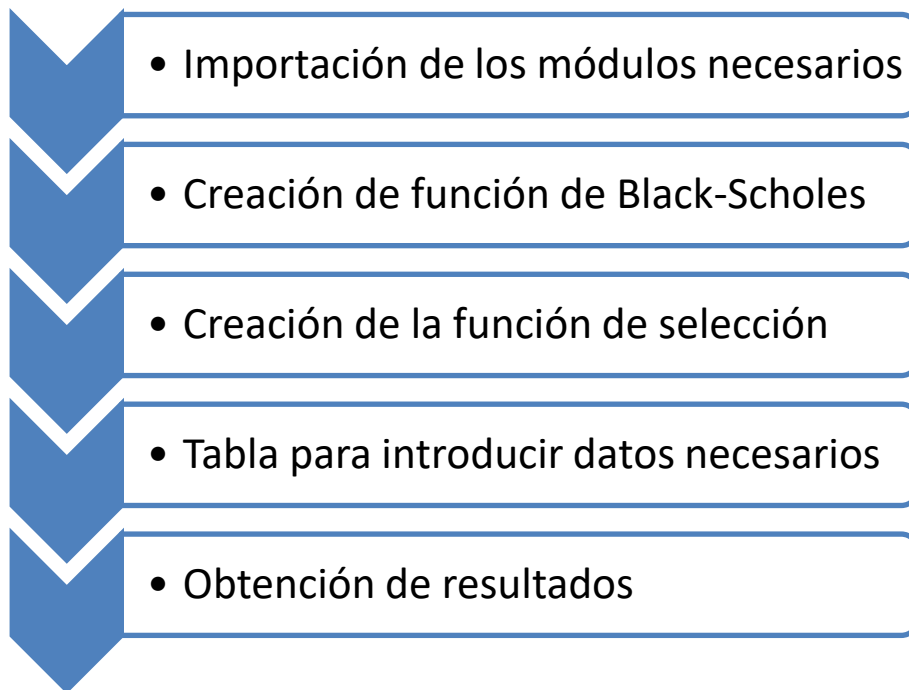 • Importación de los módulos necesarios
• Creación de función de Black-Scholes
• Creación de la función de selección
• Tabla para introducir datos necesarios
• Obtención de resultados